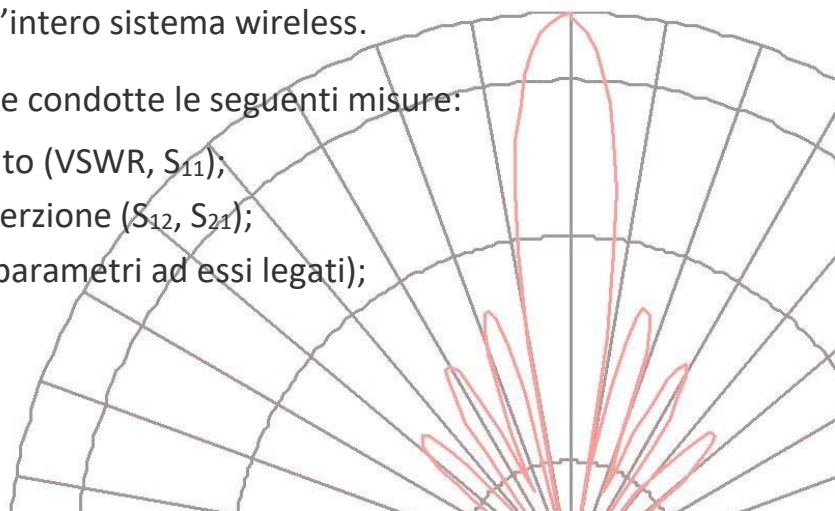 ’intero sistema wireless.
e condotte le seguenti misure:
to (VSWR, S₁₁);
erzione (S₁₂, S₂₁);
parametri ad essi legati);